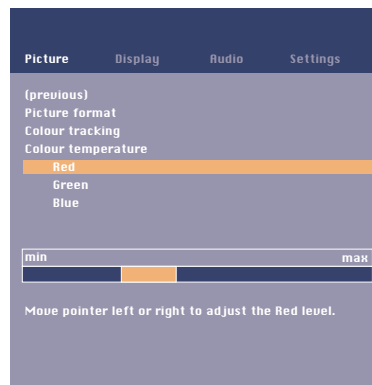 Picture Display Audio Settings
(previous)
Picture format
Colour tracking
Colour temperature
Red
Green
Blue
min max
Move pointer left or right to adjust the Red level.